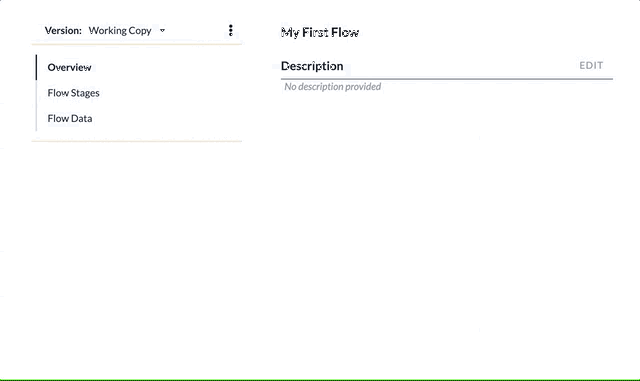 Version: Working Copy
Overview
Flow Stages
Flow Data
My First Flow
Description EDIT
No description provided